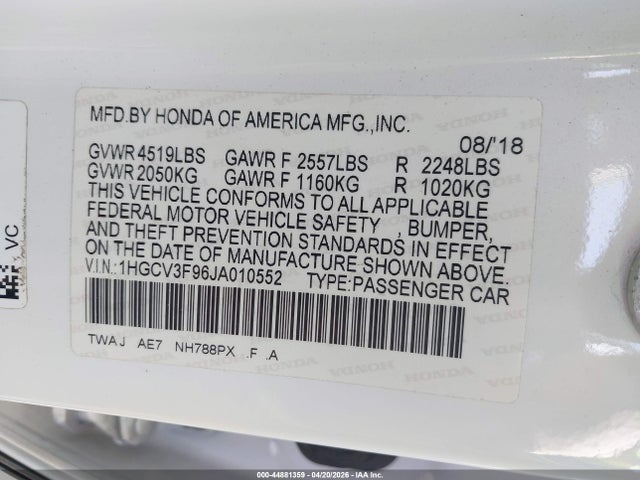 MFD.BY HONDA OF AMERICA MFG.,INC.
08/'18
GVWR 4519LBS GAWR F 2557LBS R 2248LBS
GVWR 2050KG GAWR F 1160KG R 1020KG
THIS VEHICLE CONFORMS TO ALL APPLICABLE
FEDERAL MOTOR VEHICLE SAFETY , BUMPER,
AND THEFT PREVENTION STANDARDS IN EFFECT
ON THE DATE OF MANUFACTURE SHOWN ABOVE.
V.I.N.:1HGCV3F96JA010552 TYPE:PASSENGER CAR
TWAJ AE7 NH788PX .F .A
, VC
000-44881359 | 04/20/2026 | IAA, Inc.